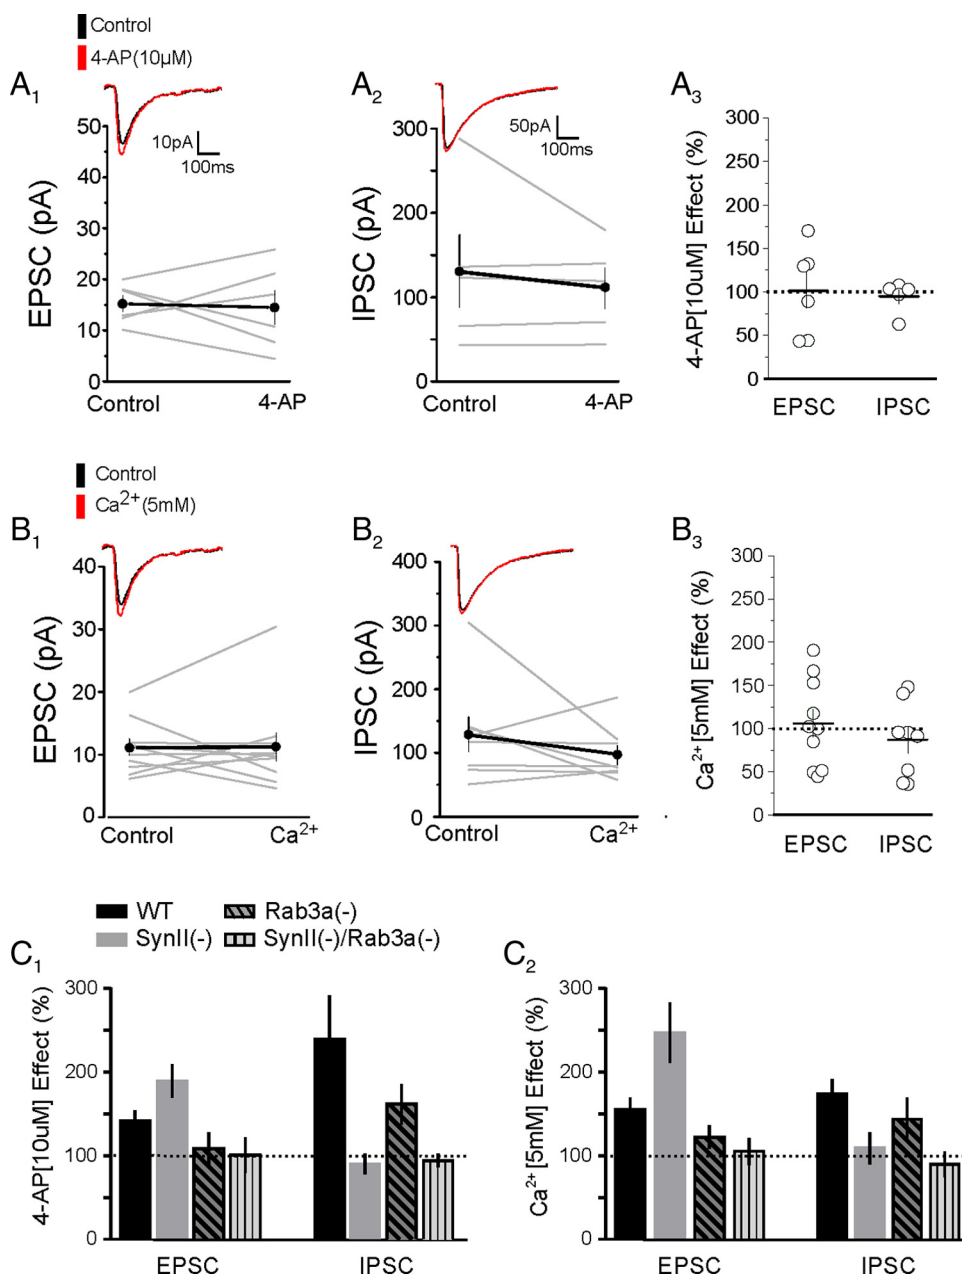 Control
4-AP(10µM)
A1
A2
A3
10pA
100ms
50pA
100ms
EPSC (pA)
50
40
30
20
10
0
Control
4-AP
IPSC (pA)
300
200
100
0
Control
4-AP
4-AP[10uM] Effect (%)
300
250
200
150
100
50
0
EPSC
IPSC
Control
Ca2+(5mM)
B1
B2
B3
EPSC (pA)
40
30
20
10
0
Control
Ca2+
IPSC (pA)
400
300
200
100
0
Control
Ca2+
Ca2+[5mM] Effect (%)
300
250
200
150
100
50
0
EPSC
IPSC
WT
Rab3a(-)
SynII(-)
SynII(-)/Rab3a(-)
C1
C2
4-AP[10uM] Effect (%)
300
200
100
0
EPSC
IPSC
Ca2+[5mM] Effect (%)
300
200
100
0
EPSC
IPSC